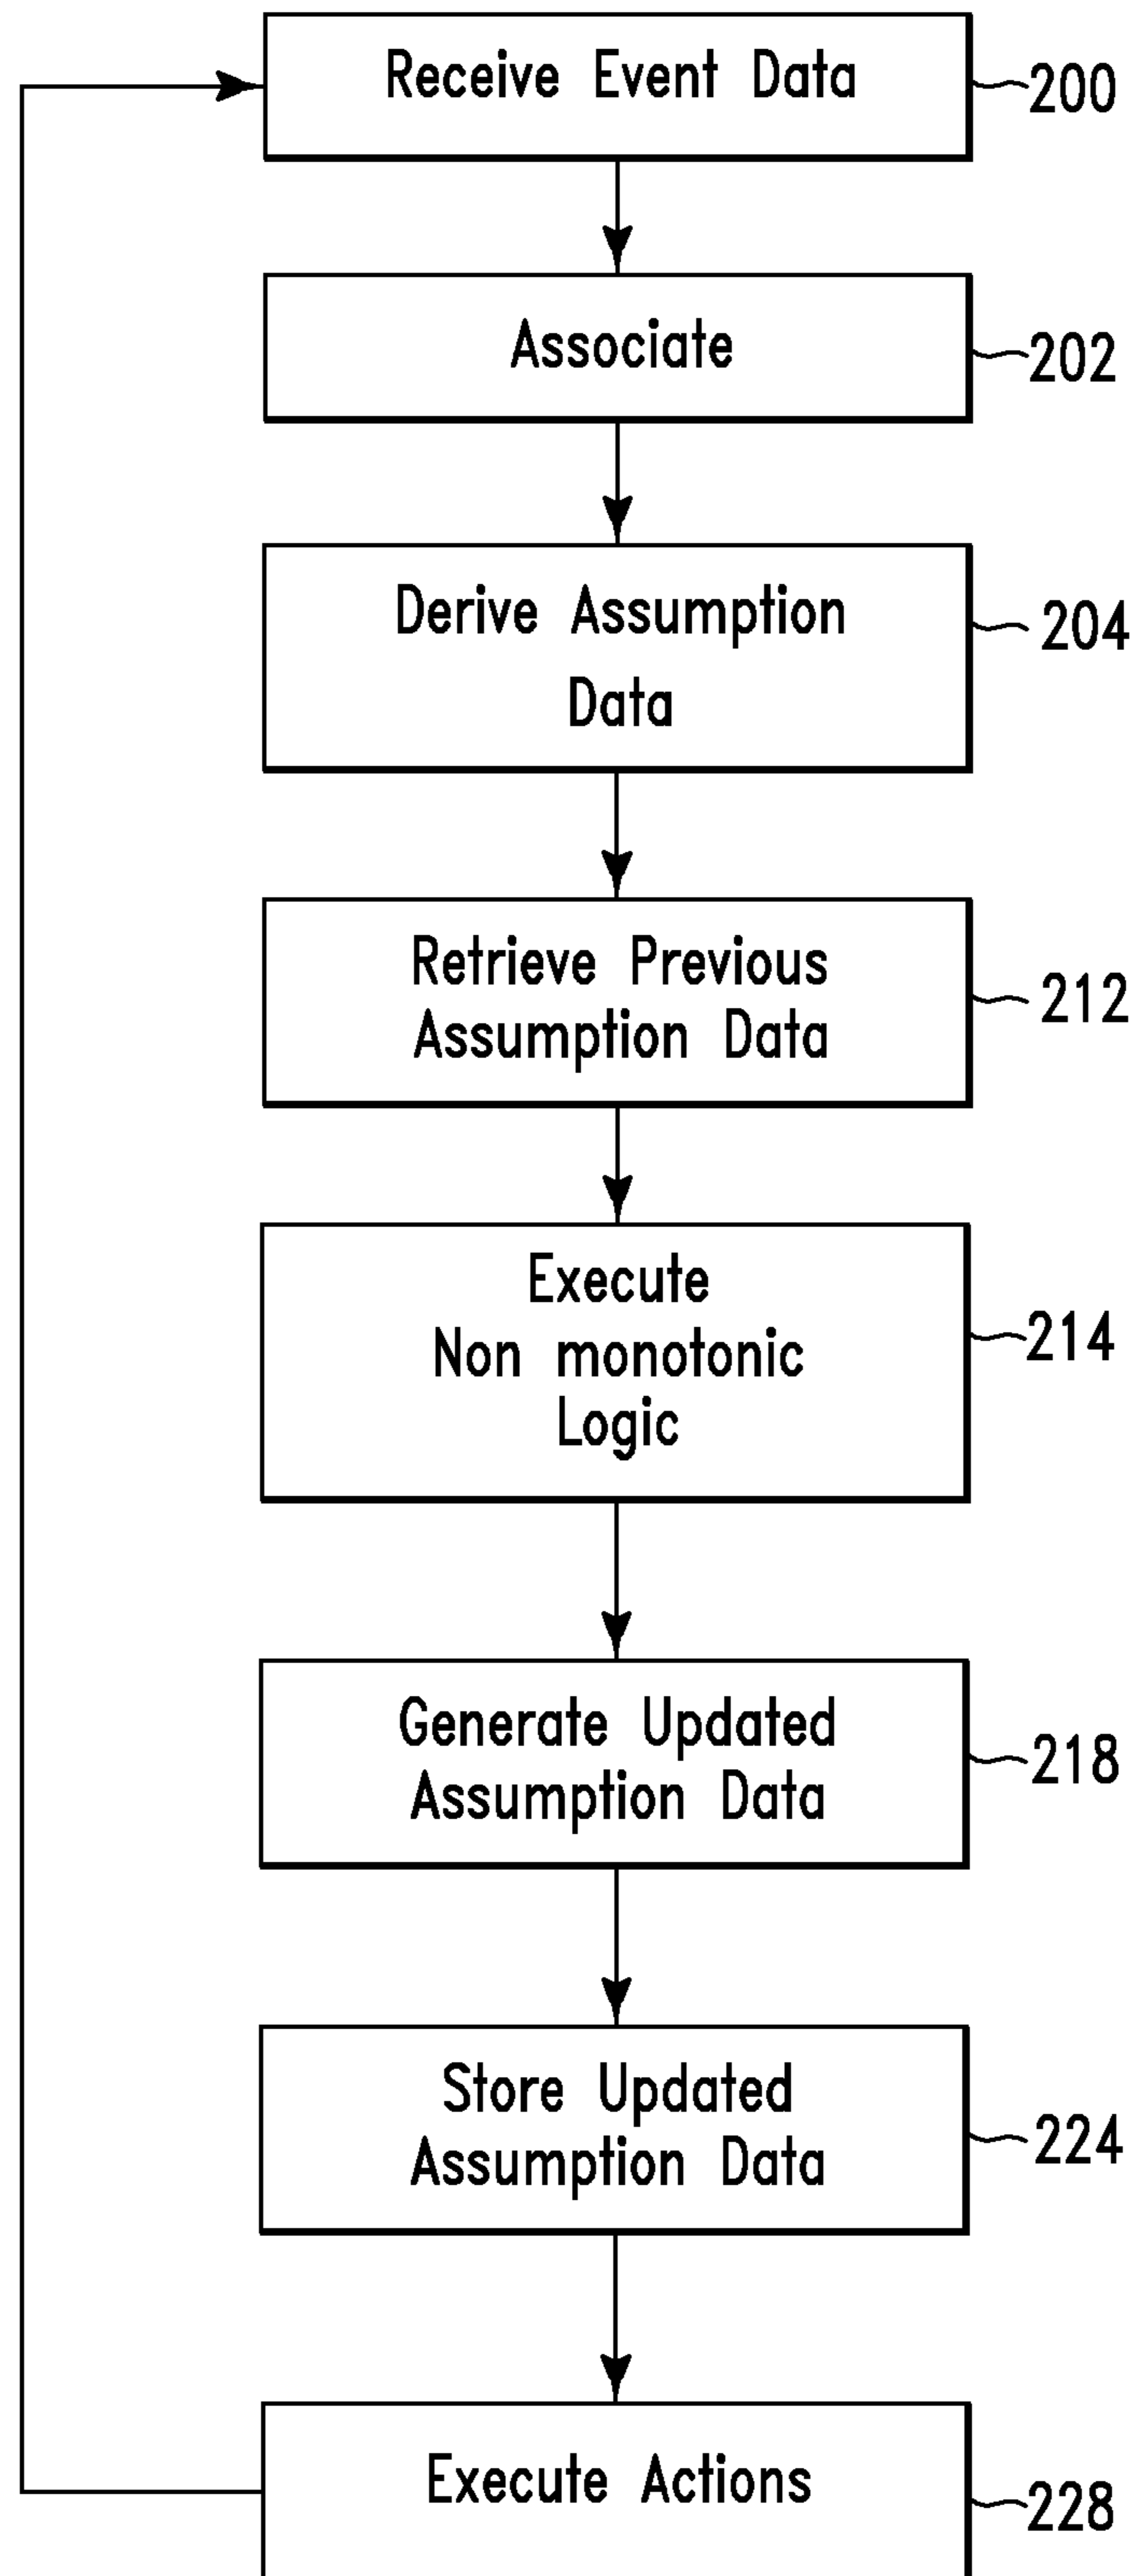 Receive Event Data
200
Associate
202
Derive Assumption
Data
204
Retrieve Previous
Assumption Data
212
Execute
Non monotonic
Logic
214
Generate Updated
Assumption Data
218
Store Updated
Assumption Data
224
Execute Actions
228